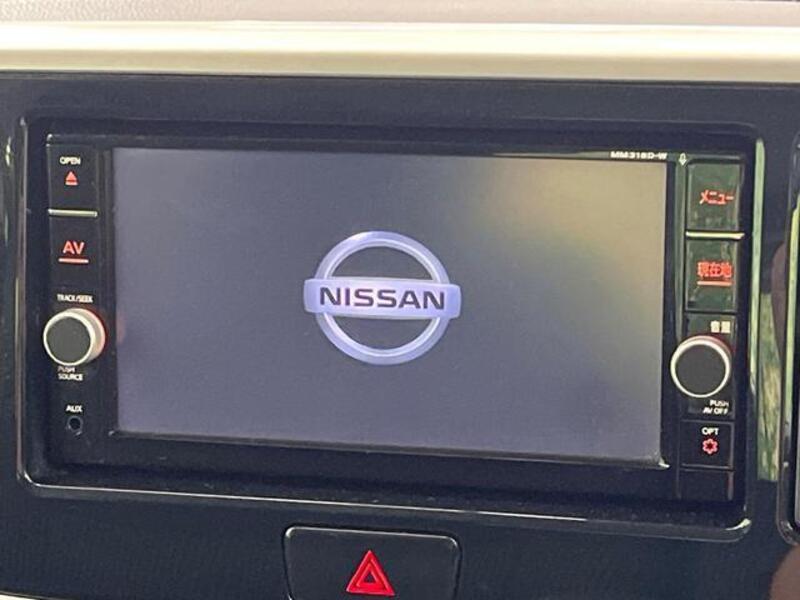 OPEN
MM318D-W
メニュー
AV
現在地
TRACK/SEEK
NISSAN
音量
PUSH
SOURCE
PUSH
AV OFF
AUX
OPT